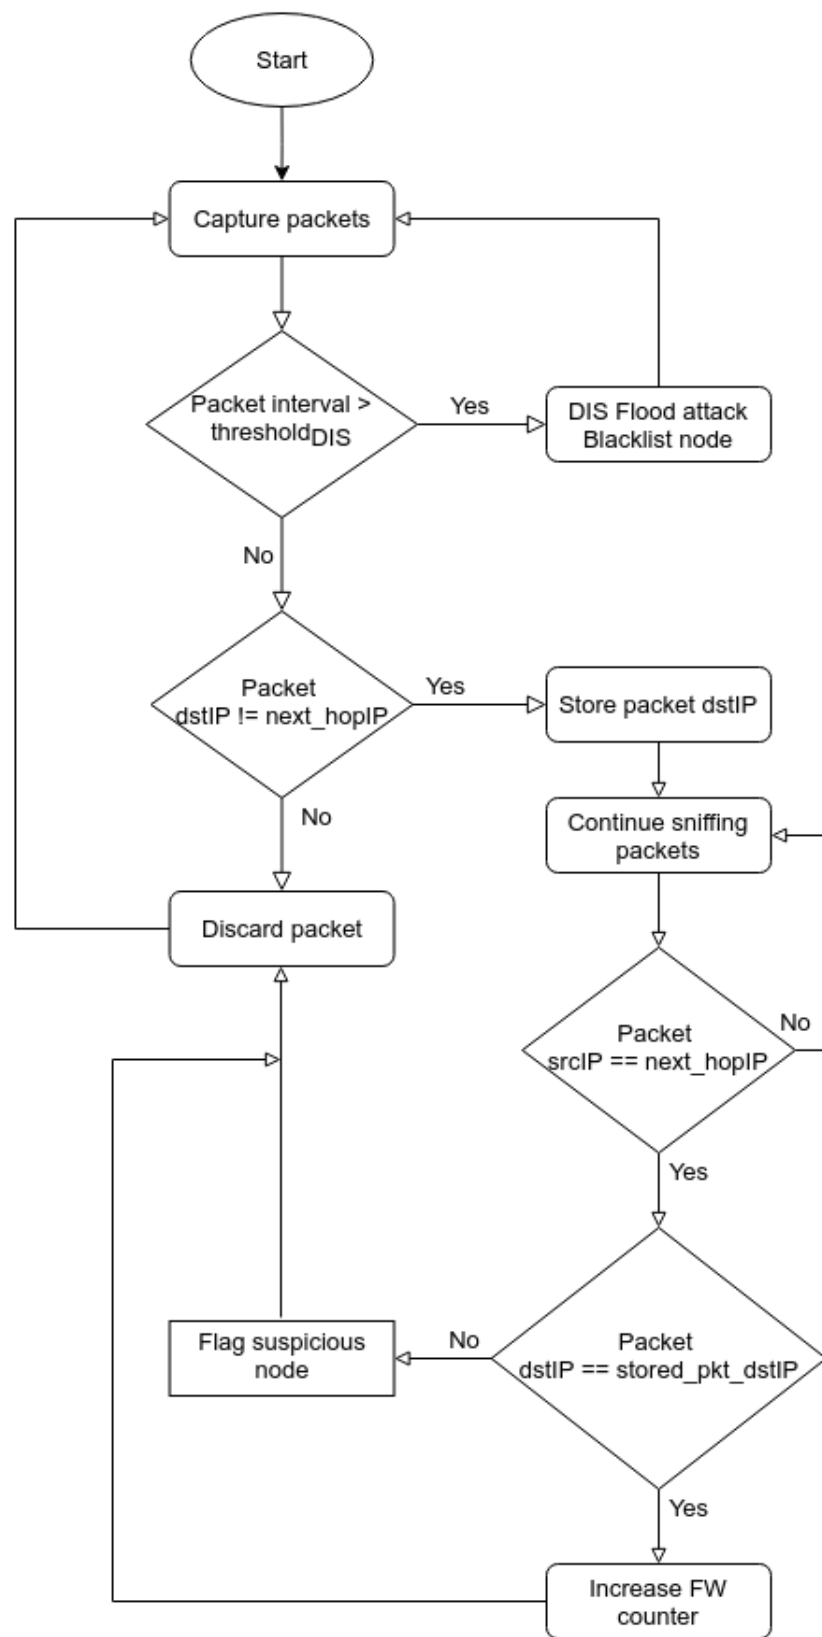 Start
Capture packets
Packet interval >
threshold_DIS
Yes
DIS Flood attack
Blacklist node
No
Packet
dstIP != next_hopIP
Yes
Store packet dstIP
No
Continue sniffing
packets
Discard packet
Packet
srcIP == next_hopIP
No
Yes
Packet
dstIP == stored_pkt_dstIP
No
Flag suspicious
node
Yes
Increase FW
counter